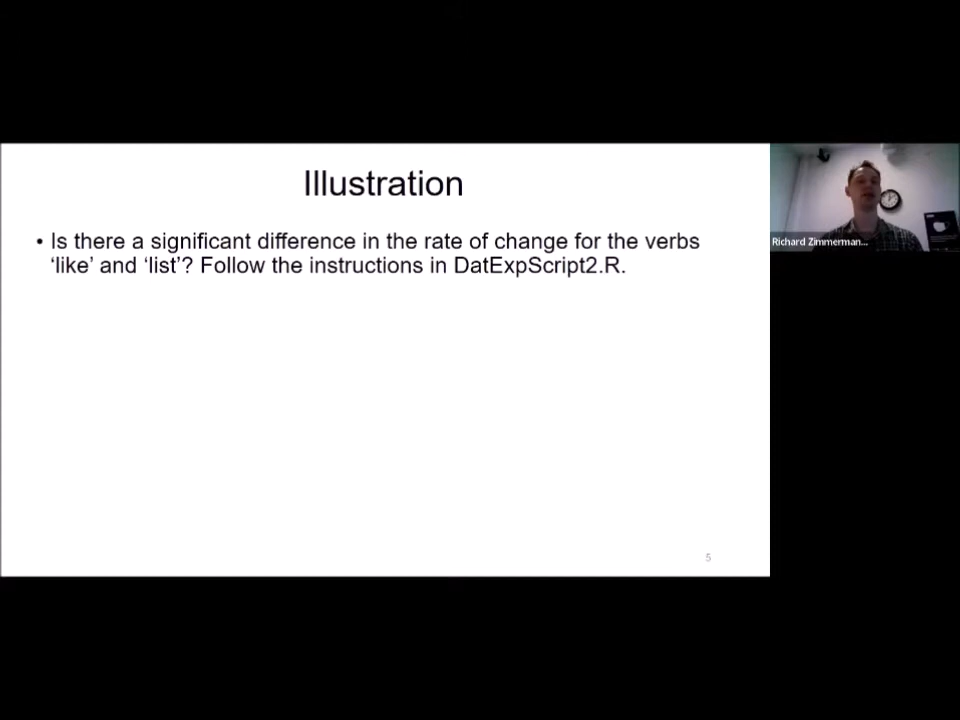 Illustration
• Is there a significant difference in the rate of change for the verbs
‘like’ and ‘list’? Follow the instructions in DatExpScript2.R.
Richard Zimmerman...
5